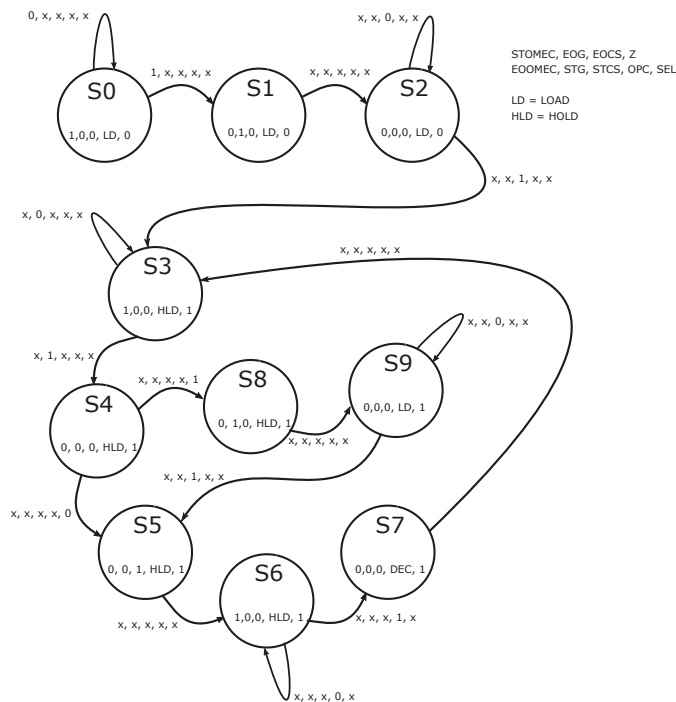 0, x, x, x, x
x, x, 0, x, x
STOMEC, EOG, EOCS, Z
EOOMEC, STG, STCS, OPC, SEL
LD = LOAD
HLD = HOLD
1, x, x, x, x
x, x, x, x, x
S0
S1
S2
1,0,0, LD, 0
0,1,0, LD, 0
0,0,0, LD, 0
x, x, 1, x, x
x, 0, x, x, x
x, x, x, x, x
S3
1,0,0, HLD, 1
x, x, 0, x, x
x, 1, x, x, x
S9
x, x, x, x, 1
S8
S4
0,0,0, LD, 1
0, 1,0, HLD, 1
0, 0, 0, HLD, 1
x, x, x, x, x
x, x, 1, x, x
x, x, x, x, 0
S5
S7
0, 0, 1, HLD, 1
S6
0,0,0, DEC, 1
1,0,0, HLD, 1
x, x, x, x, x
x, x, x, 1, x
x, x, x, 0, x